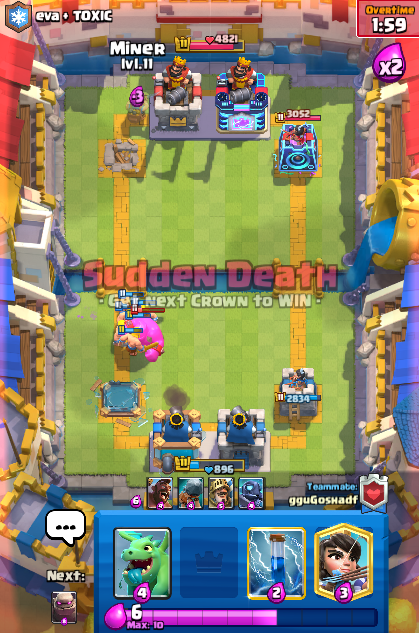 eva + TOXIC
Miner
lvl.11
4821
Overtime
1:59
x2
3052
Sudden Death
Get next Crown to WIN
2834
896
Teammate:
gguGoshadf
...
Next:
4
2
3
6
Max: 10